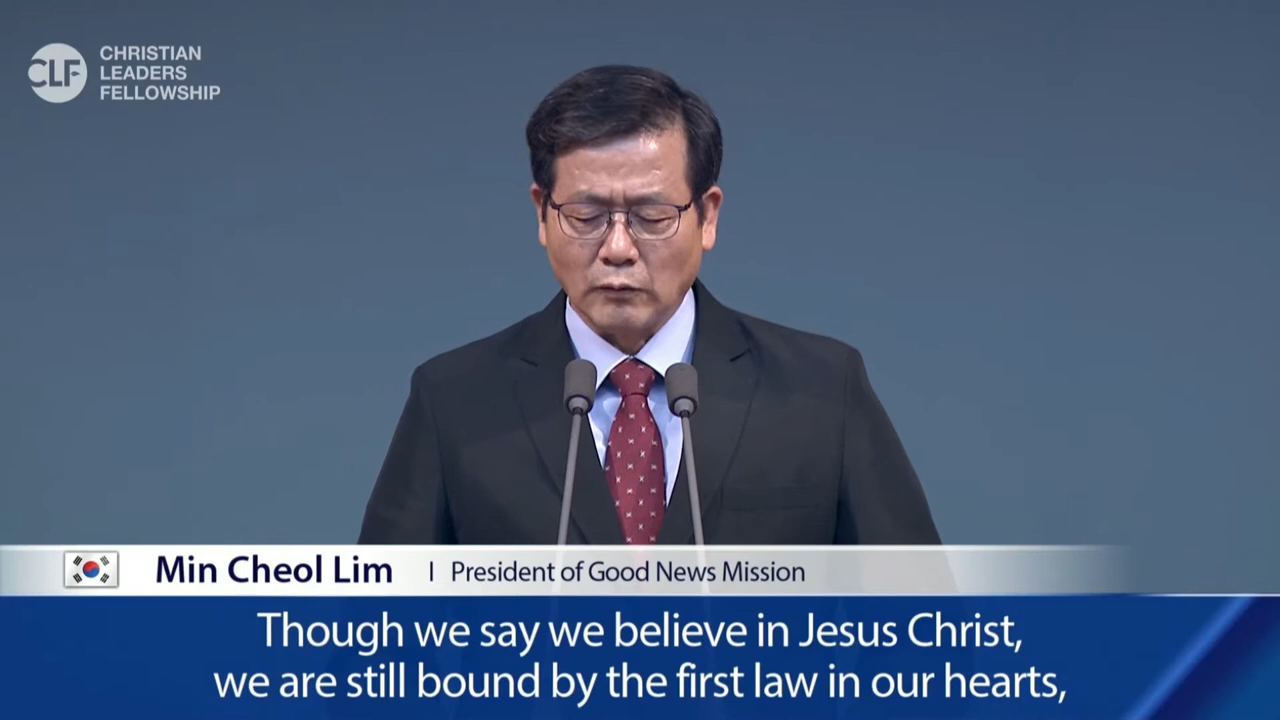 CLF
CHRISTIAN
LEADERS
FELLOWSHIP
Min Cheol Lim | President of Good News Mission
Though we say we believe in Jesus Christ,
we are still bound by the first law in our hearts,